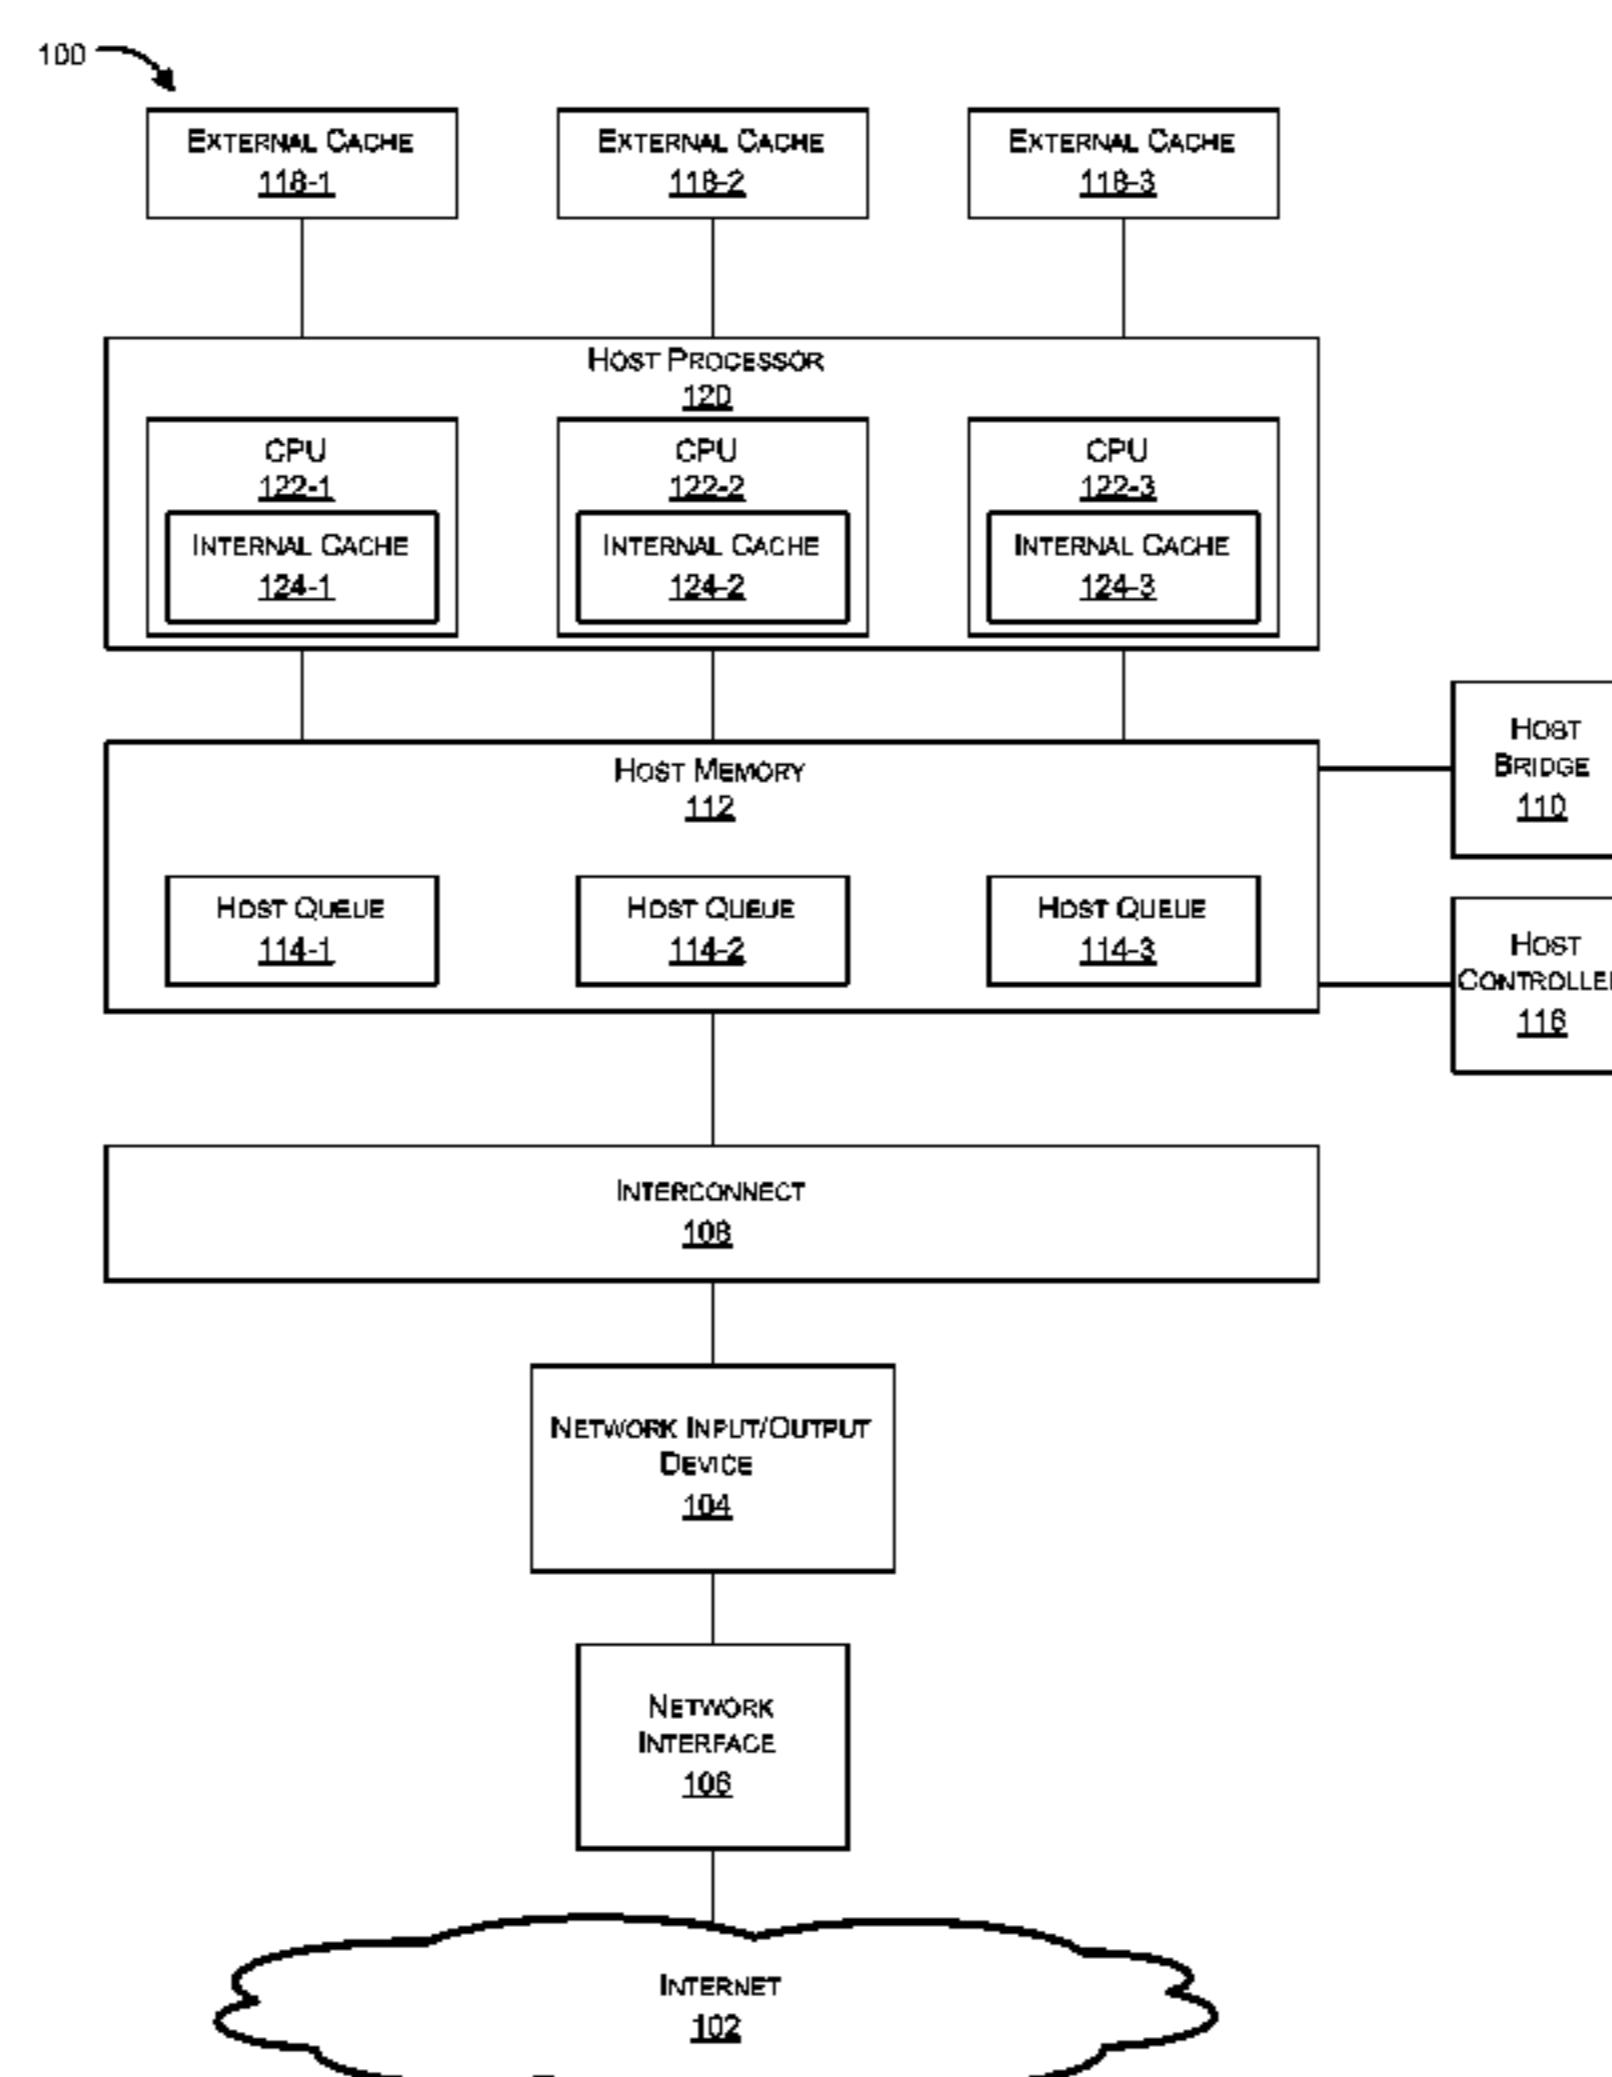 100
EXTERNAL CACHE
118-1
EXTERNAL CACHE
118-2
EXTERNAL CACHE
118-3
HOST PROCESSOR
120
CPU
122-1
INTERNAL CACHE
124-1
CPU
122-2
INTERNAL CACHE
124-2
CPU
122-3
INTERNAL CACHE
124-3
HOST MEMORY
112
HOST QUEUE
114-1
HOST QUEUE
114-2
HOST QUEUE
114-3
HOST
BRIDGE
110
HOST
CONTROLLER
116
INTERCONNECT
108
NETWORK INPUT/OUTPUT
DEVICE
104
NETWORK
INTERFACE
106
INTERNET
102